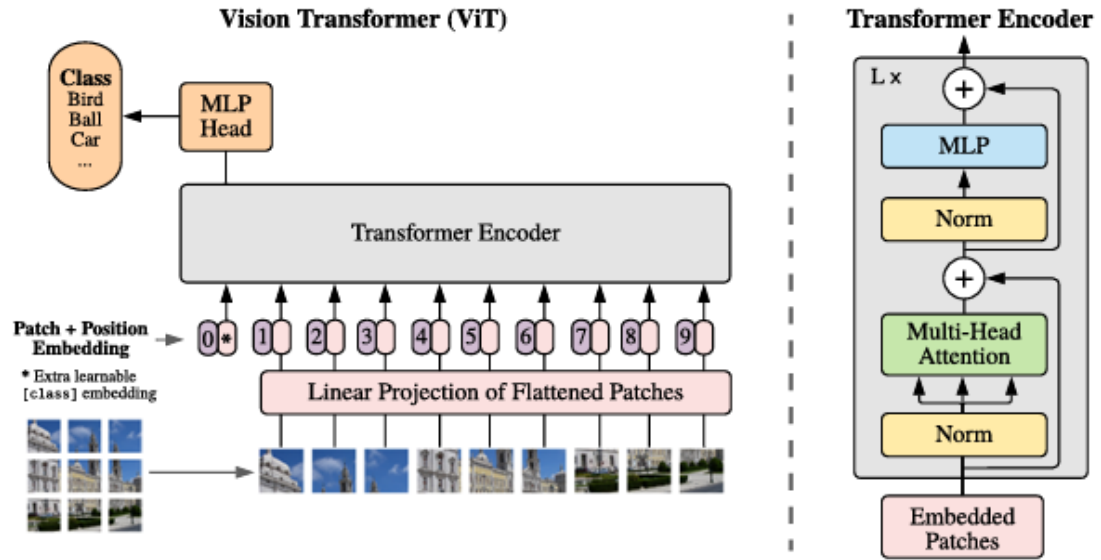 Vision Transformer (ViT)
Class
Bird
Ball
Car
...
MLP
Head
Transformer Encoder
Patch + Position
Embedding
* Extra learnable
[class] embedding
0 * 1 2 3 4 5 6 7 8 9
Linear Projection of Flattened Patches
Transformer Encoder
L x
+
MLP
Norm
+
Multi-Head
Attention
Norm
Embedded
Patches